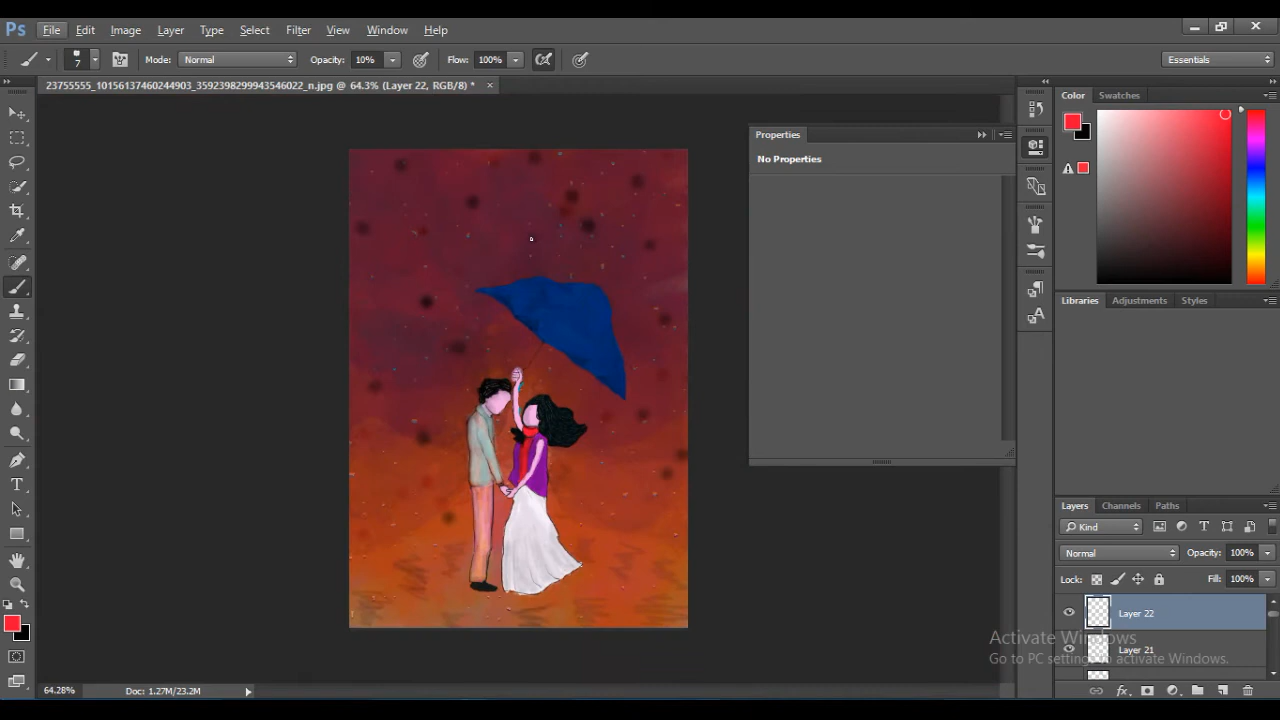 Ps File Edit Image Layer Type Select Filter View Window Help
7 Mode: Normal Opacity: 10% Flow: 100% Essentials
23755555_10156137460244903_3592398299943546022_n.jpg @ 64.3% (Layer 22, RGB/8) *
Color Swatches
Properties
No Properties
Libraries Adjustments Styles
Layers Channels Paths
Kind
Normal Opacity: 100%
Lock: Fill: 100%
Layer 22
Layer 21
Activate Windows
Go to PC settings to activate Windows.
64.28% Doc: 1.27M/23.2M